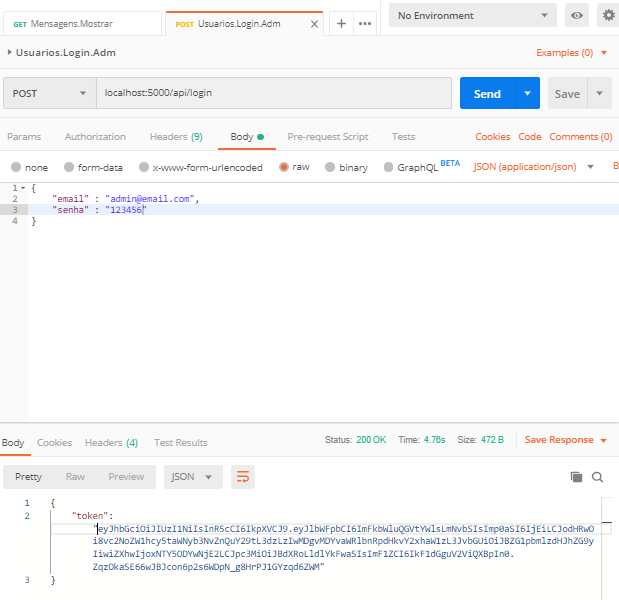 GET Mensagens.Mostrar
POST Usuarios.Login.Adm
No Environment
Usuarios.Login.Adm
Examples (0)
POST
localhost:5000/api/login
Send
Save
Params Authorization Headers (9) Body Pre-request Script Tests Cookies Code Comments (0)
none form-data x-www-form-urlencoded raw binary GraphQL BETA JSON (application/json) B
1 {
2 "email" : "admin@email.com",
3 "senha" : "123456"
4 }
Body Cookies Headers (4) Test Results Status: 200 OK Time: 4.76s Size: 472 B Save Response
Pretty Raw Preview JSON
1 {
2 "token":
"eyJhbGciOiJIUzI1NiIsInR5cCI6IkpXVCJ9.eyJlbWFpbCI6ImFkbWluQGVtYWlsLmNvbSIsImp0aSI6IjEiLCJodHRwO
i8vc2NoZW1hcy5taWNyb3NvZnQuY29tL3dzLzIwMDgvMDYvaWRlbnRpdHkvY2xhaW1zL3JvbGUiOiJBZG1pbmlzdHJhZG9y
IiwiZXhwIjoxNTY5ODYwNjE2LCJpc3MiOiJBdXRoLldlYkFwaSIsImF1ZCI6IkF1dGguV2ViQXBpIn0.
ZqzOkaSE66wJBJcon6p2s6WDpN_g8HrPJ1GYzqd6ZWM"
3 }